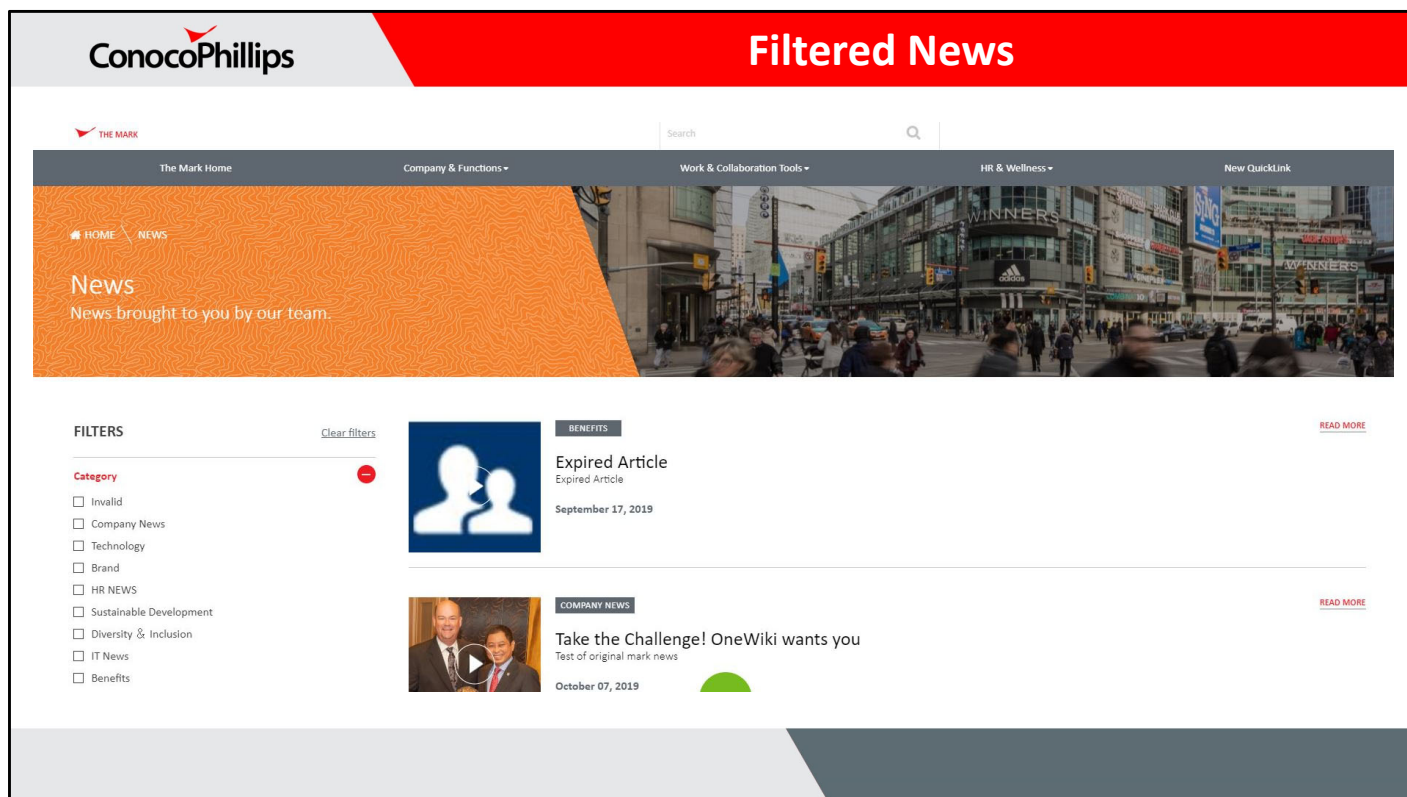 ConocoPhillips
Filtered News
THE MARK
Search
The Mark Home
Company & Functions
Work & Collaboration Tools
HR & Wellness
New QuickLink
HOME \ NEWS
News
News brought to you by our team.
WINNERS
SING
adidas
WINNERS
FILTERS
Clear filters
Category
Invalid
Company News
Technology
Brand
HR NEWS
Sustainable Development
Diversity & Inclusion
IT News
Benefits
BENEFITS
READ MORE
Expired Article
Expired Article
September 17, 2019
COMPANY NEWS
READ MORE
Take the Challenge! OneWiki wants you
Test of original mark news
October 07, 2019